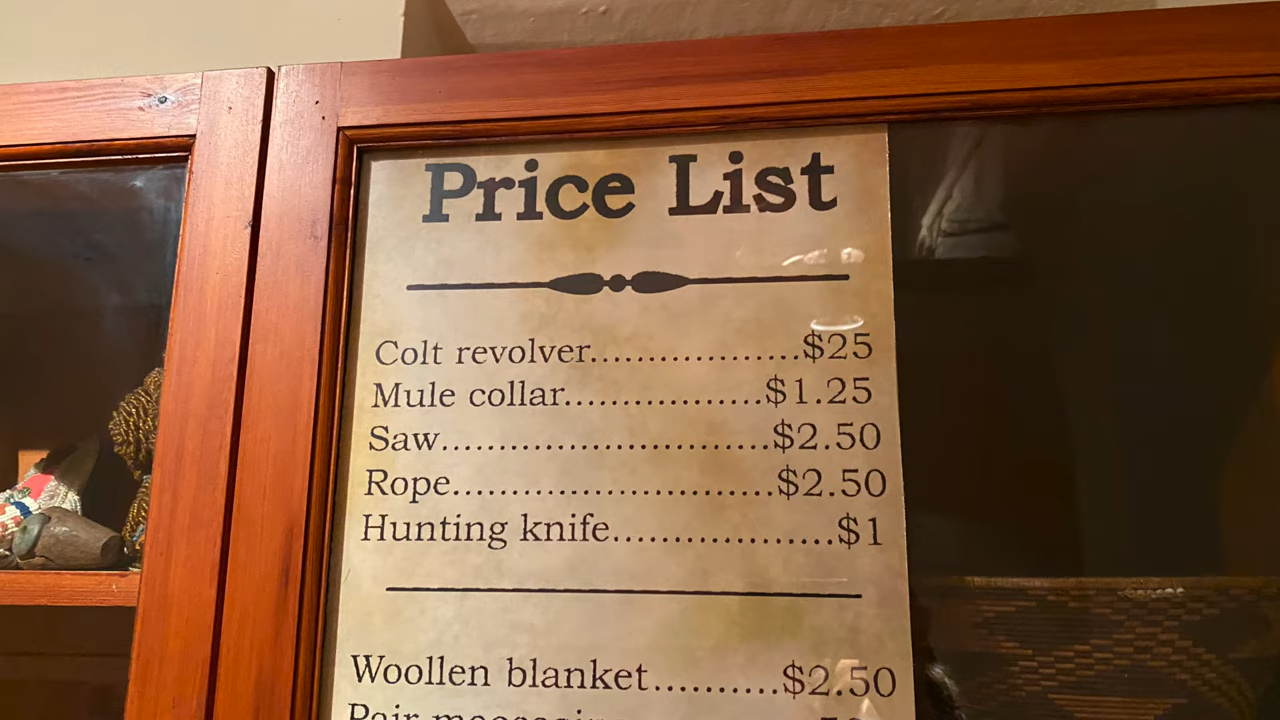 Price List
Colt revolver..................$25
Mule collar.................$1.25
Saw............................$2.50
Rope...........................$2.50
Hunting knife...................$1
Woollen blanket...........$2.50
Pair